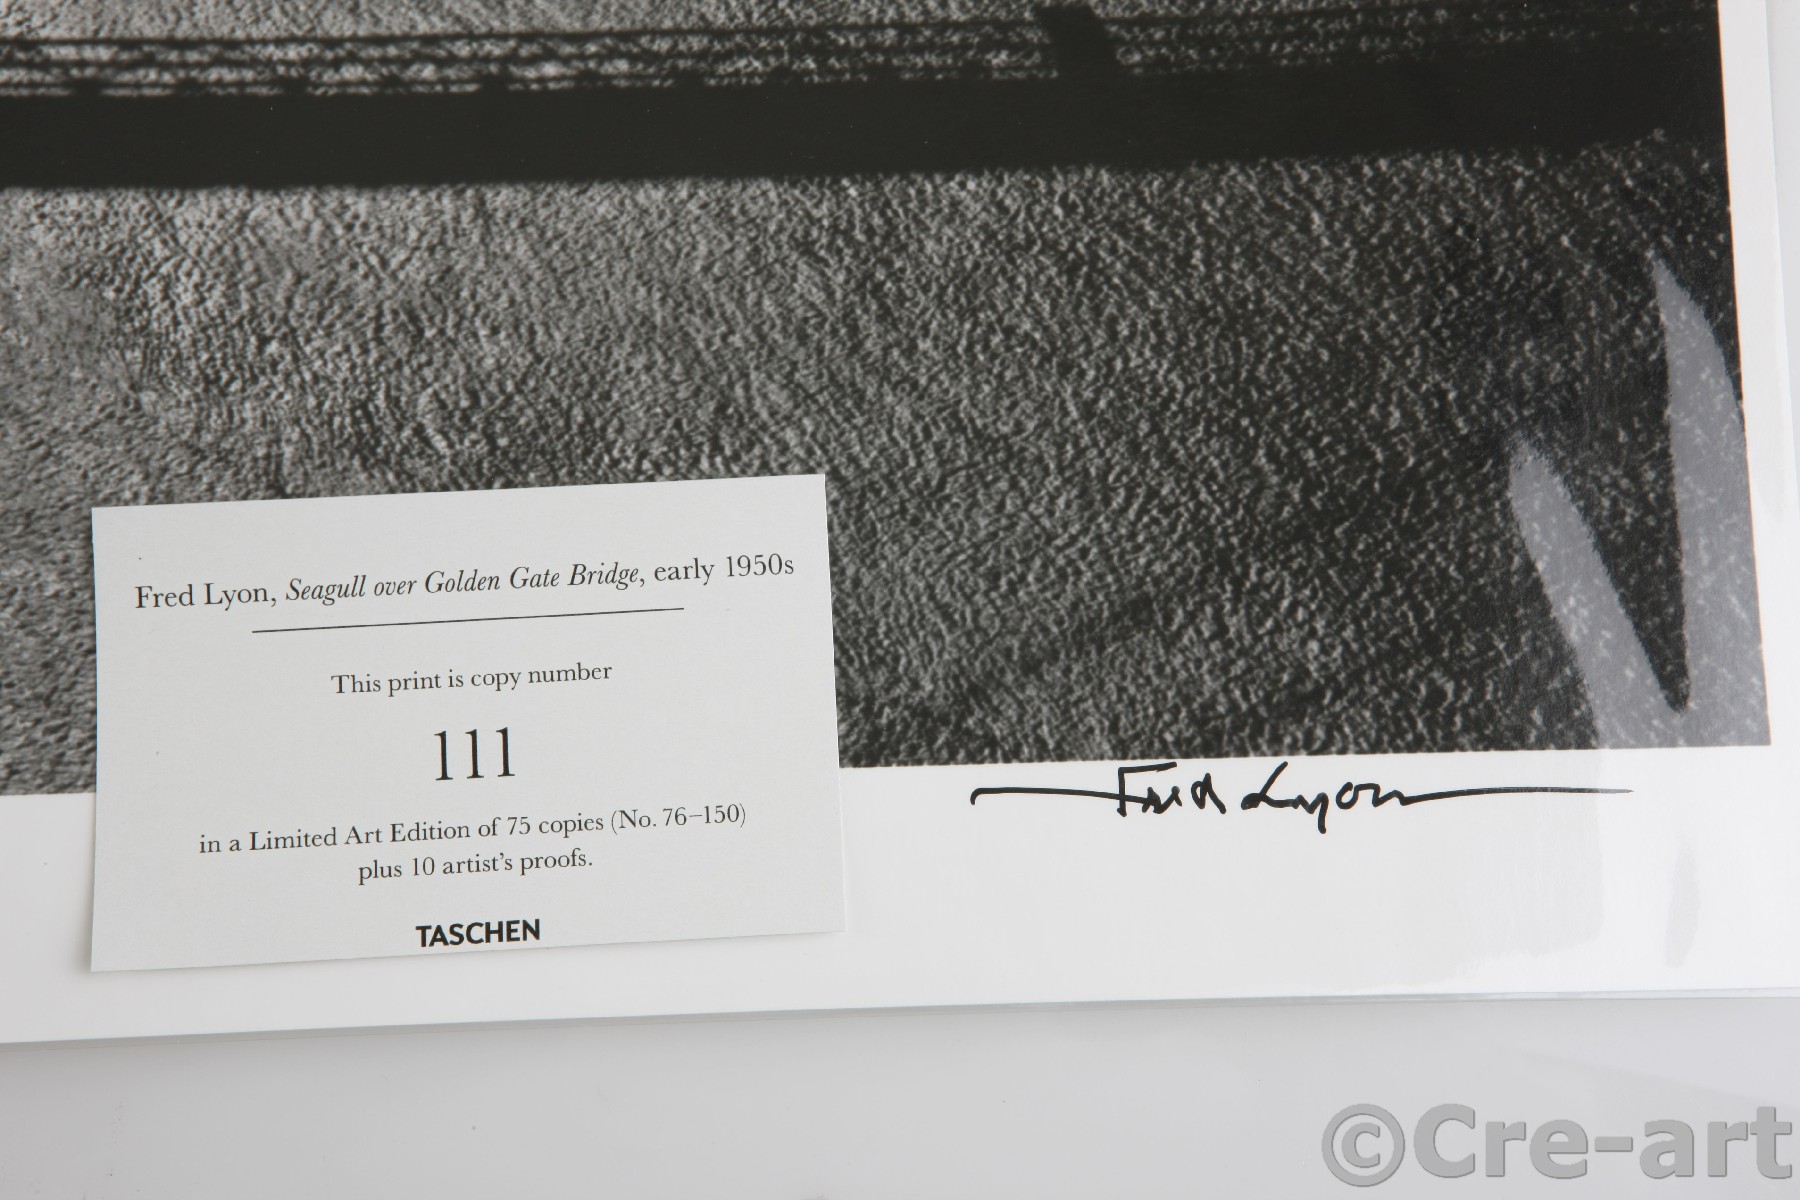 Fred Lyon, Seagull over Golden Gate Bridge, early 1950s
This print is copy number
111
in a Limited Art Edition of 75 copies (No. 76–150)
plus 10 artist's proofs.
TASCHEN
Fred Lyon
©Cre-art